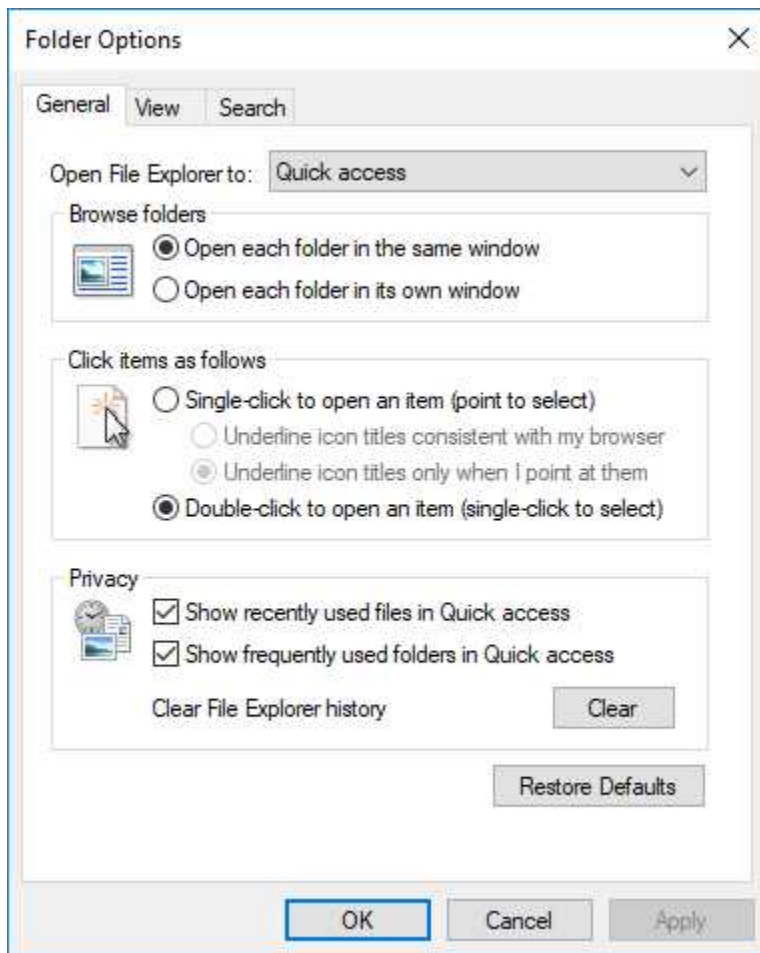 Folder Options
General View Search
Open File Explorer to: Quick access
Browse folders
Open each folder in the same window
Open each folder in its own window
Click items as follows
Single-click to open an item (point to select)
Underline icon titles consistent with my browser
Underline icon titles only when I point at them
Double-click to open an item (single-click to select)
Privacy
Show recently used files in Quick access
Show frequently used folders in Quick access
Clear File Explorer history Clear
Restore Defaults
OK Cancel Apply